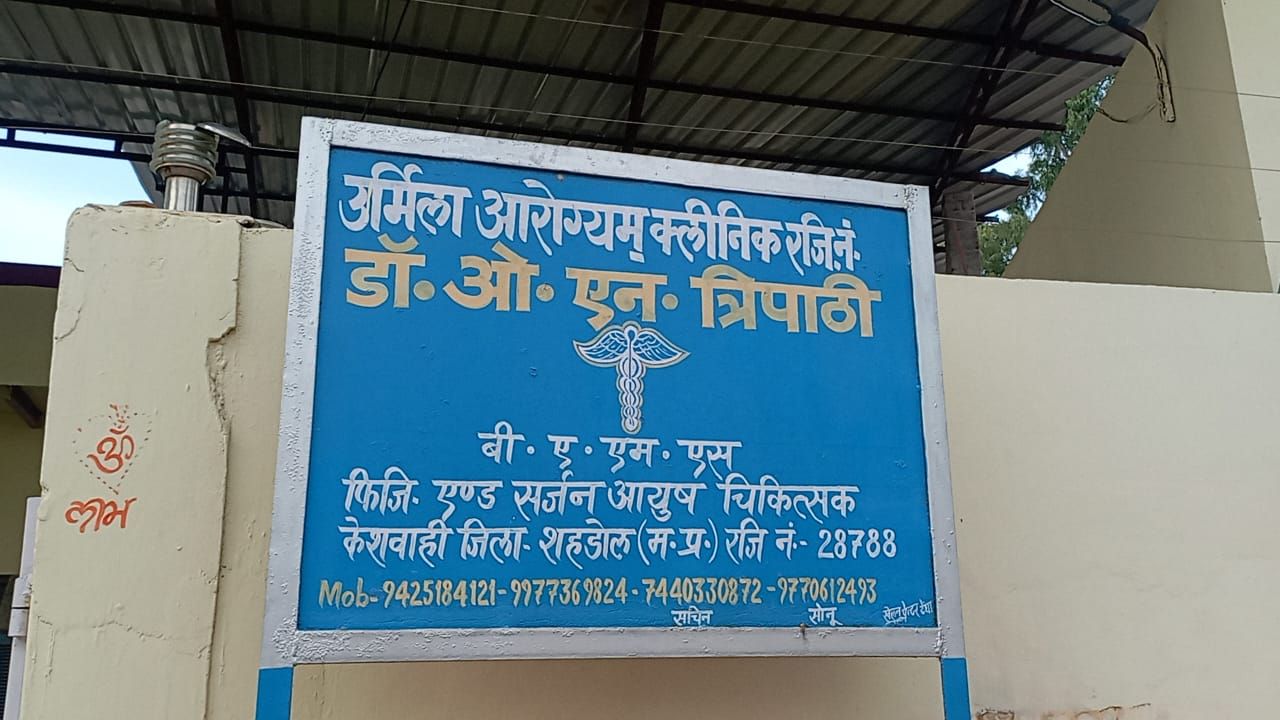 उर्मिला आरोग्यम् क्लीनिक रजि.नं.
डॉ. ओ. एन. त्रिपाठी
बी. ए. एम. एस
फिजि. एण्ड सर्जन आयुष चिकित्सक
केशवाही जिला- शहडोल (म.प्र.) रजि नं.- 28788
Mob-9425184121-9977369824-7440330872-9770612493
सचिन सोनू
ॐ
लाभ